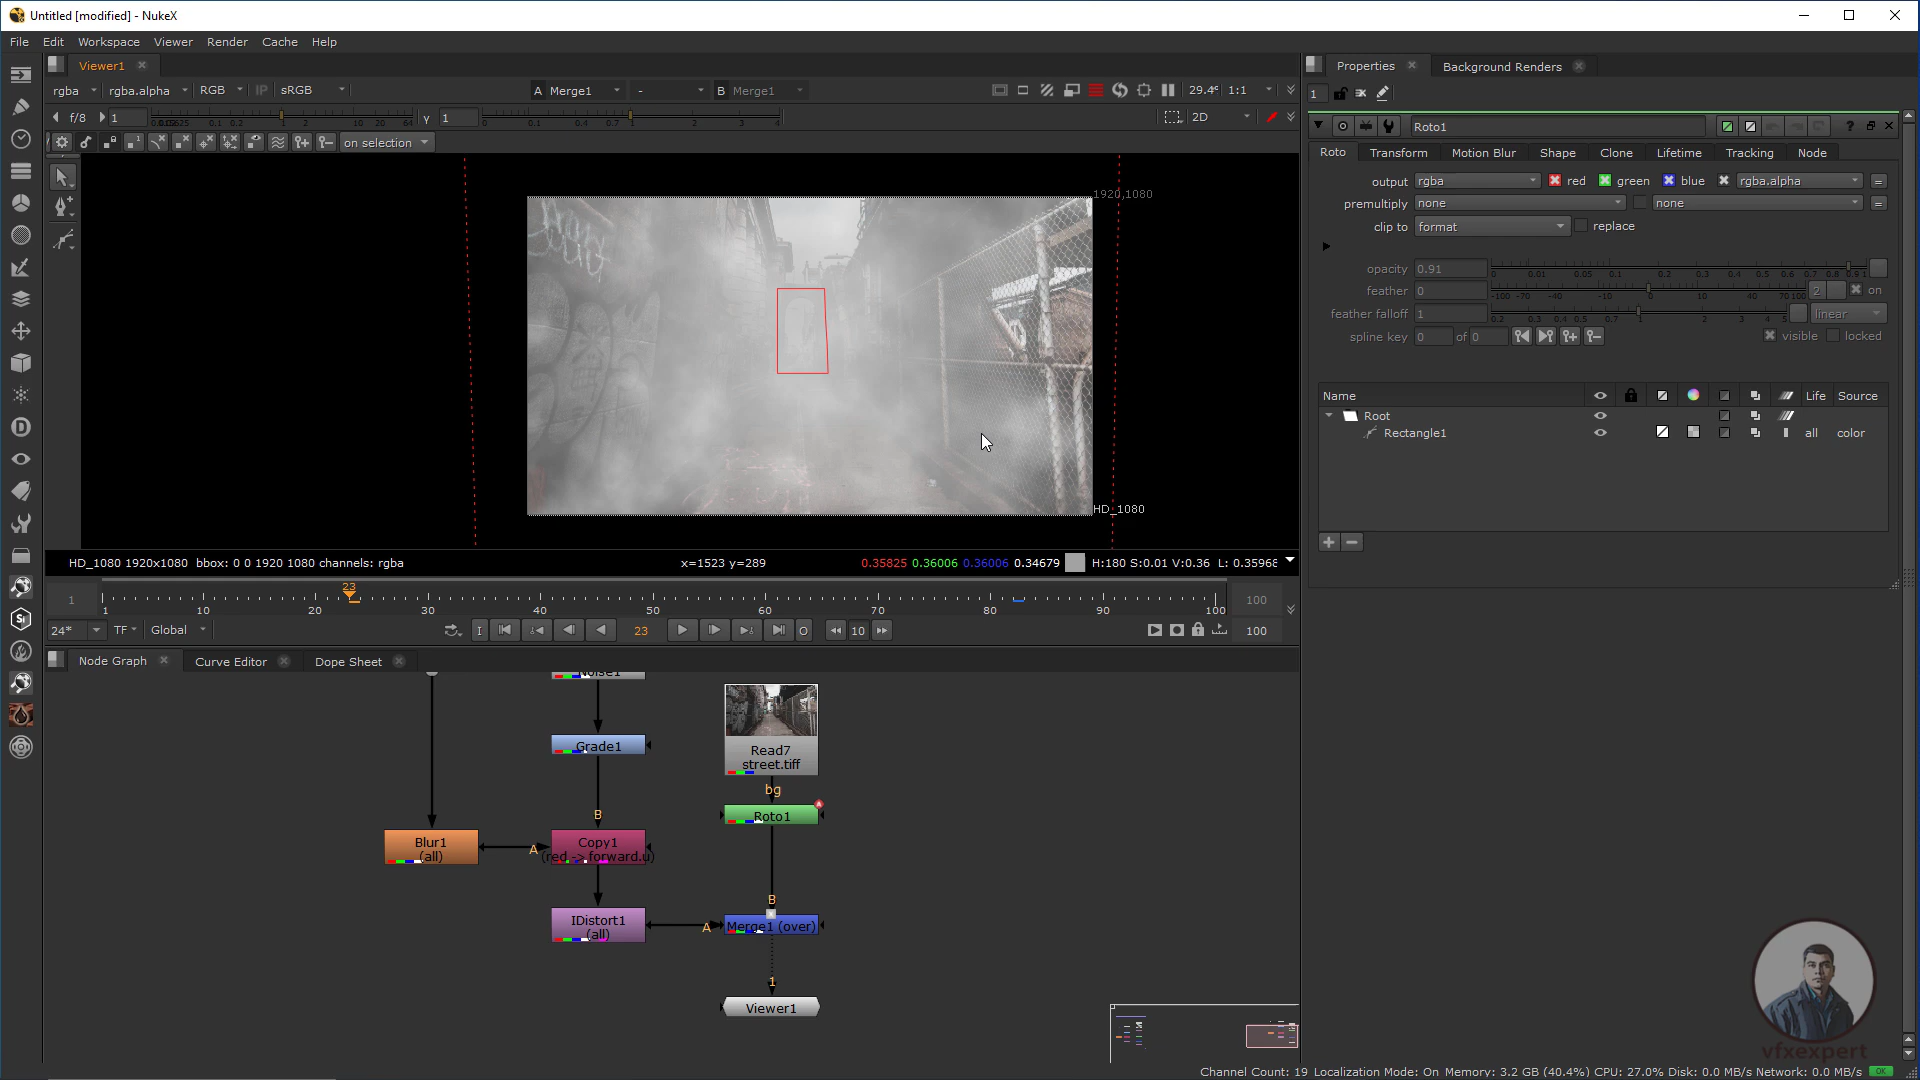 Untitled [modified] - NukeX
File Edit Workspace Viewer Render Cache Help
Viewer1
Properties
Background Renders
rgba
rgba.alpha
RGB
IP
sRGB
A Merge1
-
B Merge1
29.4
1:1
1
f/8
1
y
1
2D
on selection
Roto1
Roto Transform Motion Blur Shape Clone Lifetime Tracking Node
output rgba red green blue rgba.alpha =
premultiply none none =
clip to format replace
opacity 0.91
feather 0 2 on
feather falloff 1 linear
spline key 0 of 0 visible locked
Name Life Source
Root
Rectangle1 all color
1920,1080
HD_1080
HD_1080 1920x1080 bbox: 0 0 1920 1080 channels: rgba
x=1523 y=289
0.35825 0.36006 0.36006 0.34679
H:180 S:0.01 V:0.36 L: 0.35968
23
1
1 10 20 30 40 50 60 70 80 90 100
100
24*
TF
Global
I
23
O
10
100
Node Graph
Curve Editor
Dope Sheet
Noise1
Grade1
Read7
street.tiff
bg
B
Roto1
Blur1
(all)
A
Copy1
(red -> forward.u)
B
IDistort1
(all)
A
Merge1 (over)
1
Viewer1
vfxexpert
Channel Count: 19 Localization Mode: On Memory: 3.2 GB (40.4%) CPU: 27.0% Disk: 0.0 MB/s Network: 0.0 MB/s OK